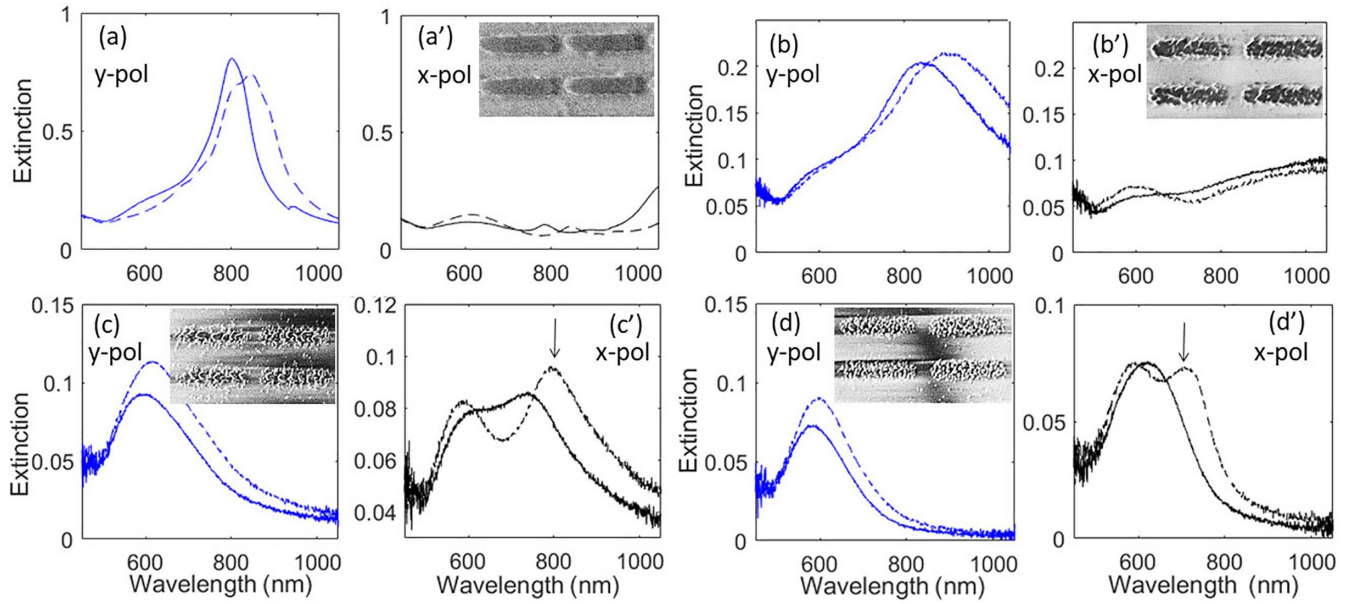 1
(a)
y-pol
0.5
0
Extinction
600
800
1000
1
(a’)
x-pol
0.5
0
600
800
1000
(b)
y-pol
0.2
0.15
0.1
0.05
0
Extinction
600
800
1000
(b’)
x-pol
0.2
0.15
0.1
0.05
0
600
800
1000
0.15
(c)
y-pol
0.1
0.05
0
Extinction
600
800
1000
Wavelength (nm)
0.12
(c’)
x-pol
0.1
0.08
0.06
0.04
600
800
1000
Wavelength (nm)
0.15
(d)
y-pol
0.1
0.05
0
Extinction
600
800
1000
Wavelength (nm)
0.1
(d’)
x-pol
0.05
0
600
800
1000
Wavelength (nm)